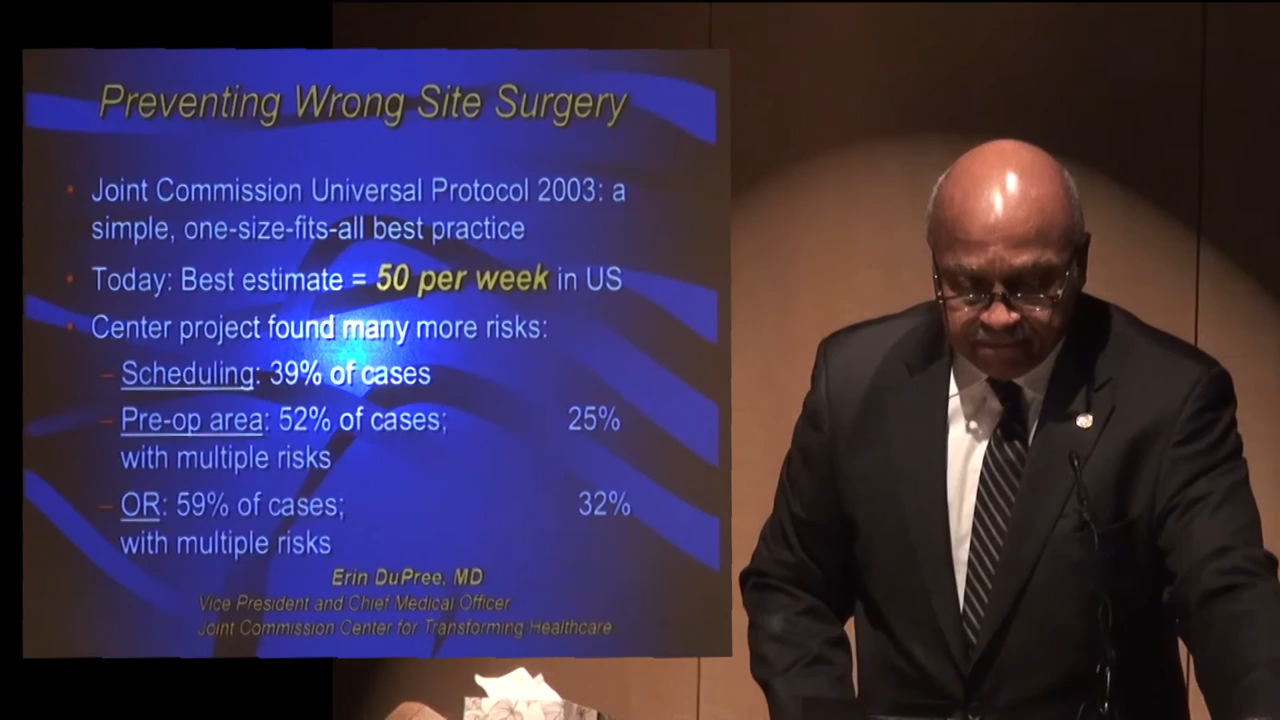 Preventing Wrong Site Surgery
• Joint Commission Universal Protocol 2003: a
simple, one-size-fits-all best practice
• Today: Best estimate = 50 per week in US
• Center project found many more risks:
– Scheduling: 39% of cases
– Pre-op area: 52% of cases; 25%
with multiple risks
– OR: 59% of cases; 32%
with multiple risks
Erin DuPree, MD
Vice President and Chief Medical Officer
Joint Commission Center for Transforming Healthcare